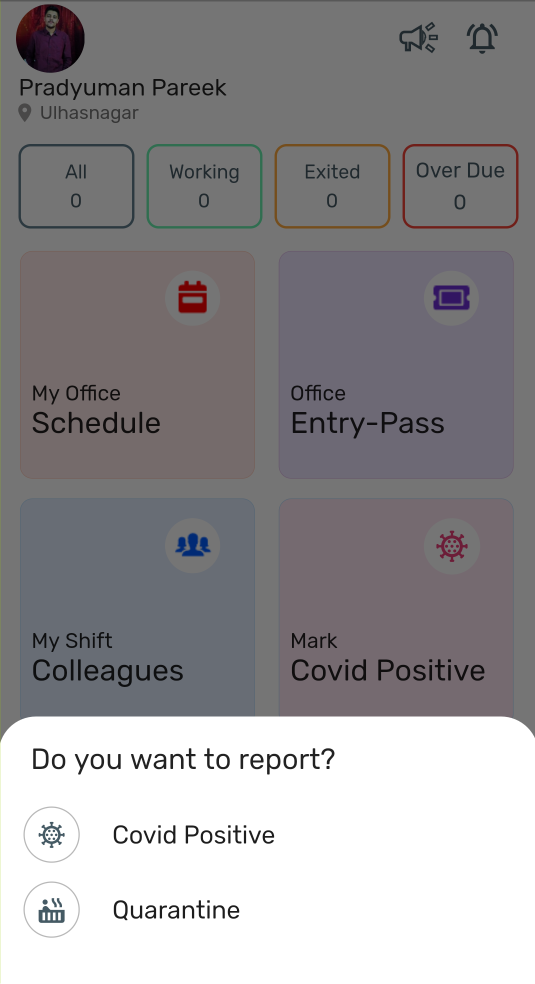 Pradyuman Pareek
Ulhasnagar
All
0
Working
0
Exited
0
Over Due
0
My Office
Schedule
Office
Entry-Pass
My Shift
Colleagues
Mark
Covid Positive
Do you want to report?
Covid Positive
Quarantine